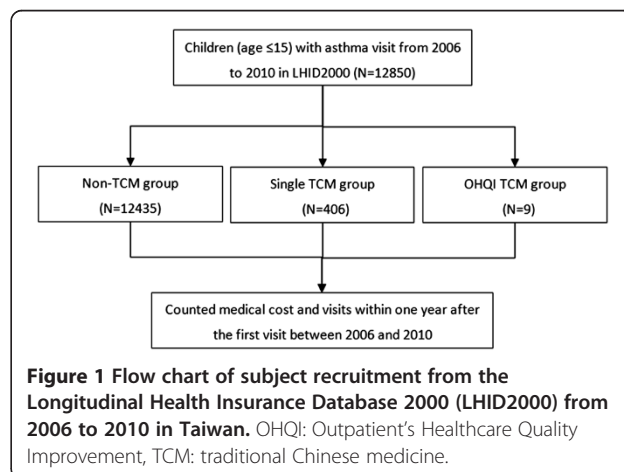 Children (age ≤15) with asthma visit from 2006
to 2010 in LHID2000 (N=12850)
Non-TCM group
(N=12435)
Single TCM group
(N=406)
OHQI TCM group
(N=9)
Counted medical cost and visits within one year after
the first visit between 2006 and 2010
Figure 1 Flow chart of subject recruitment from the
Longitudinal Health Insurance Database 2000 (LHID2000) from
2006 to 2010 in Taiwan. OHQI: Outpatient's Healthcare Quality
Improvement, TCM: traditional Chinese medicine.